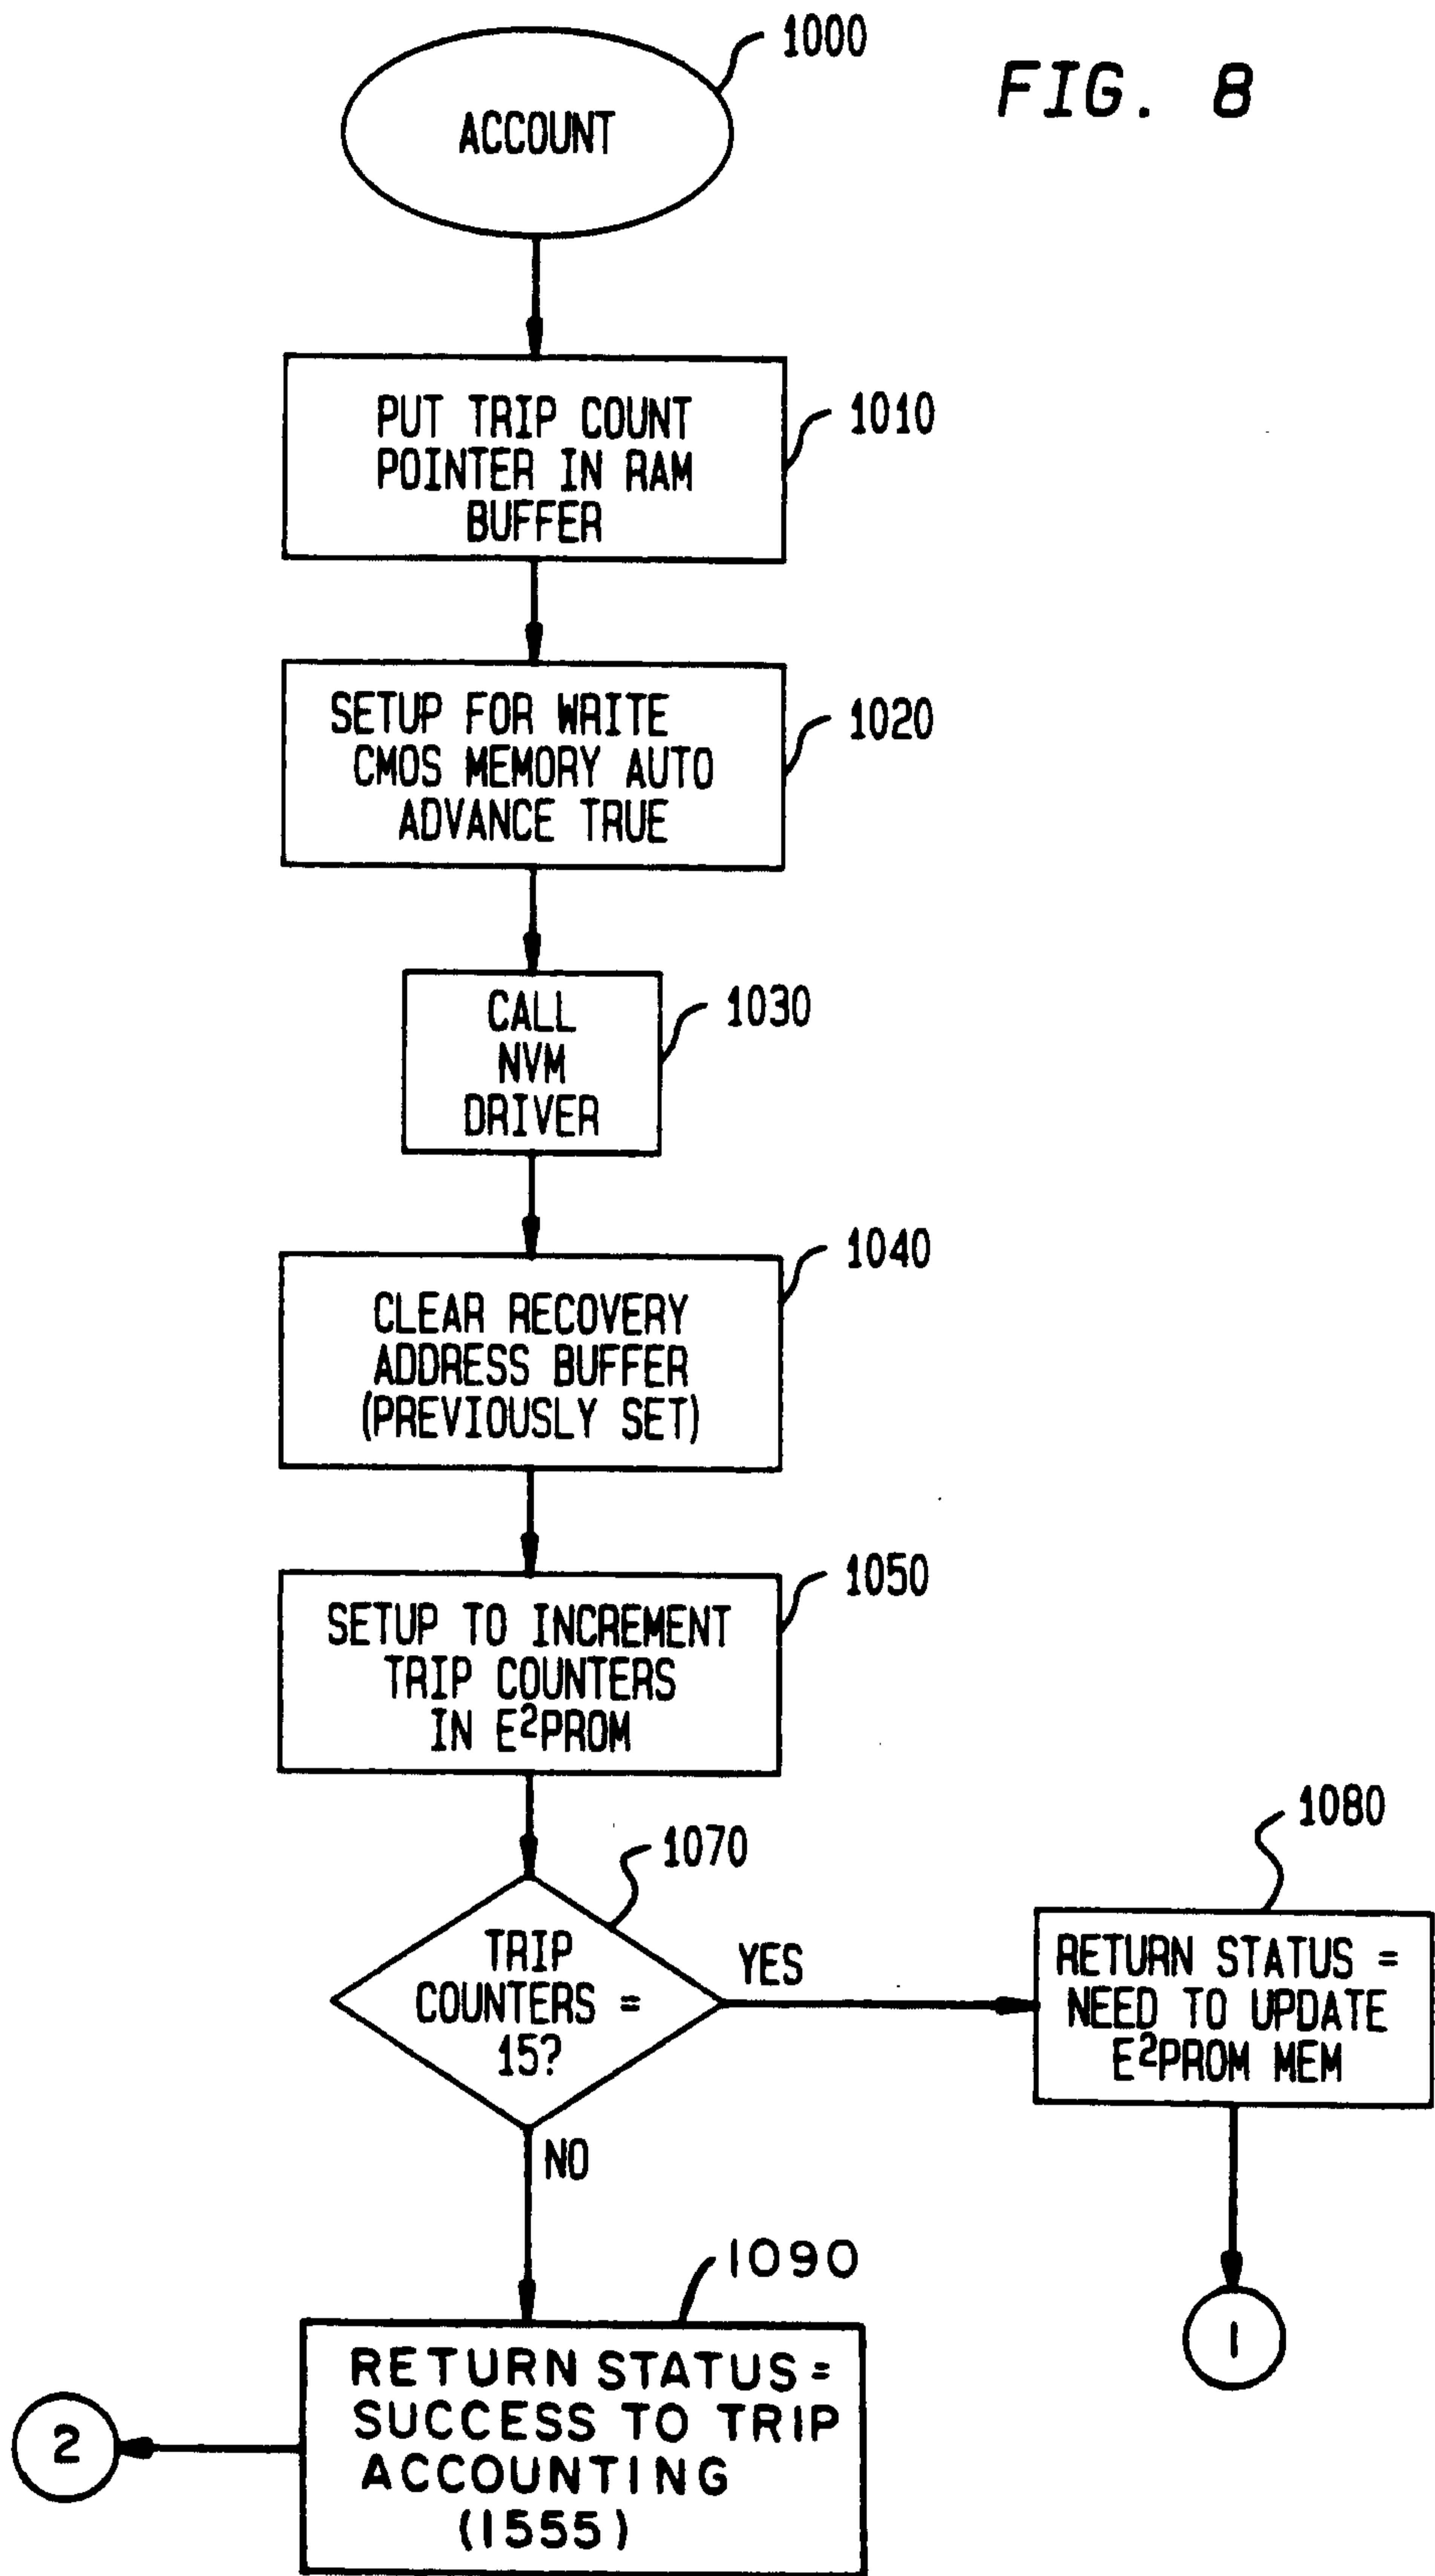 1000
FIG. 8
ACCOUNT
PUT TRIP COUNT
POINTER IN RAM
BUFFER
1010
SETUP FOR WRITE
CMOS MEMORY AUTO
ADVANCE TRUE
1020
CALL
NVM
DRIVER
1030
CLEAR RECOVERY
ADDRESS BUFFER
(PREVIOUSLY SET)
1040
SETUP TO INCREMENT
TRIP COUNTERS
IN E²PROM
1050
TRIP
COUNTERS =
15?
1070
YES
NO
RETURN STATUS =
NEED TO UPDATE
E²PROM MEM
1080
1
1090
RETURN STATUS =
SUCCESS TO TRIP
ACCOUNTING
(1555)
2